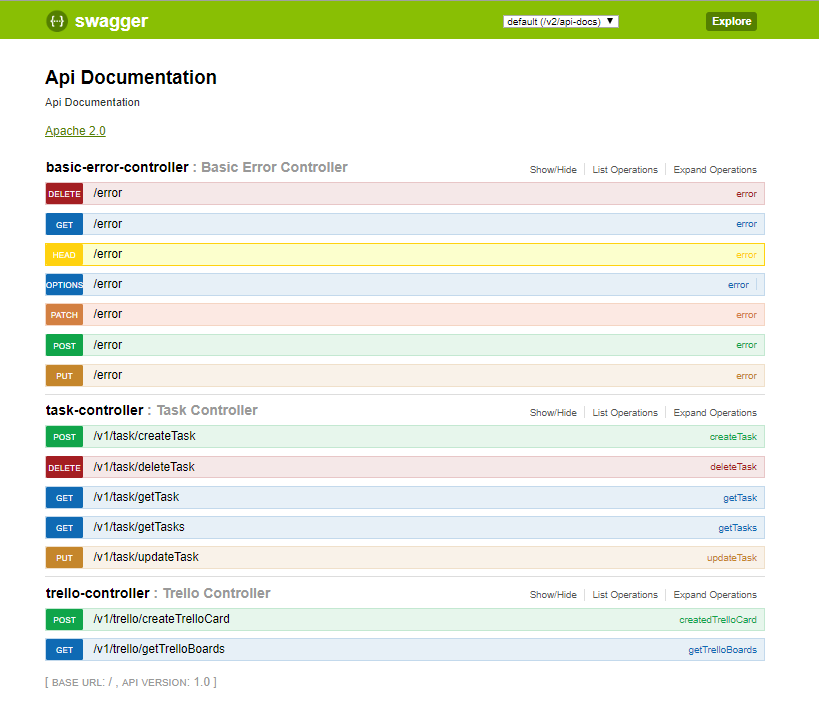 {···} swagger default (/v2/api-docs) ▼ Explore
Api Documentation
Api Documentation
Apache 2.0
basic-error-controller : Basic Error Controller Show/Hide List Operations Expand Operations
DELETE /error error
GET /error error
HEAD /error error
OPTIONS /error error
PATCH /error error
POST /error error
PUT /error error
task-controller : Task Controller Show/Hide List Operations Expand Operations
POST /v1/task/createTask createTask
DELETE /v1/task/deleteTask deleteTask
GET /v1/task/getTask getTask
GET /v1/task/getTasks getTasks
PUT /v1/task/updateTask updateTask
trello-controller : Trello Controller Show/Hide List Operations Expand Operations
POST /v1/trello/createTrelloCard createdTrelloCard
GET /v1/trello/getTrelloBoards getTrelloBoards
[ BASE URL: / , API VERSION: 1.0 ]